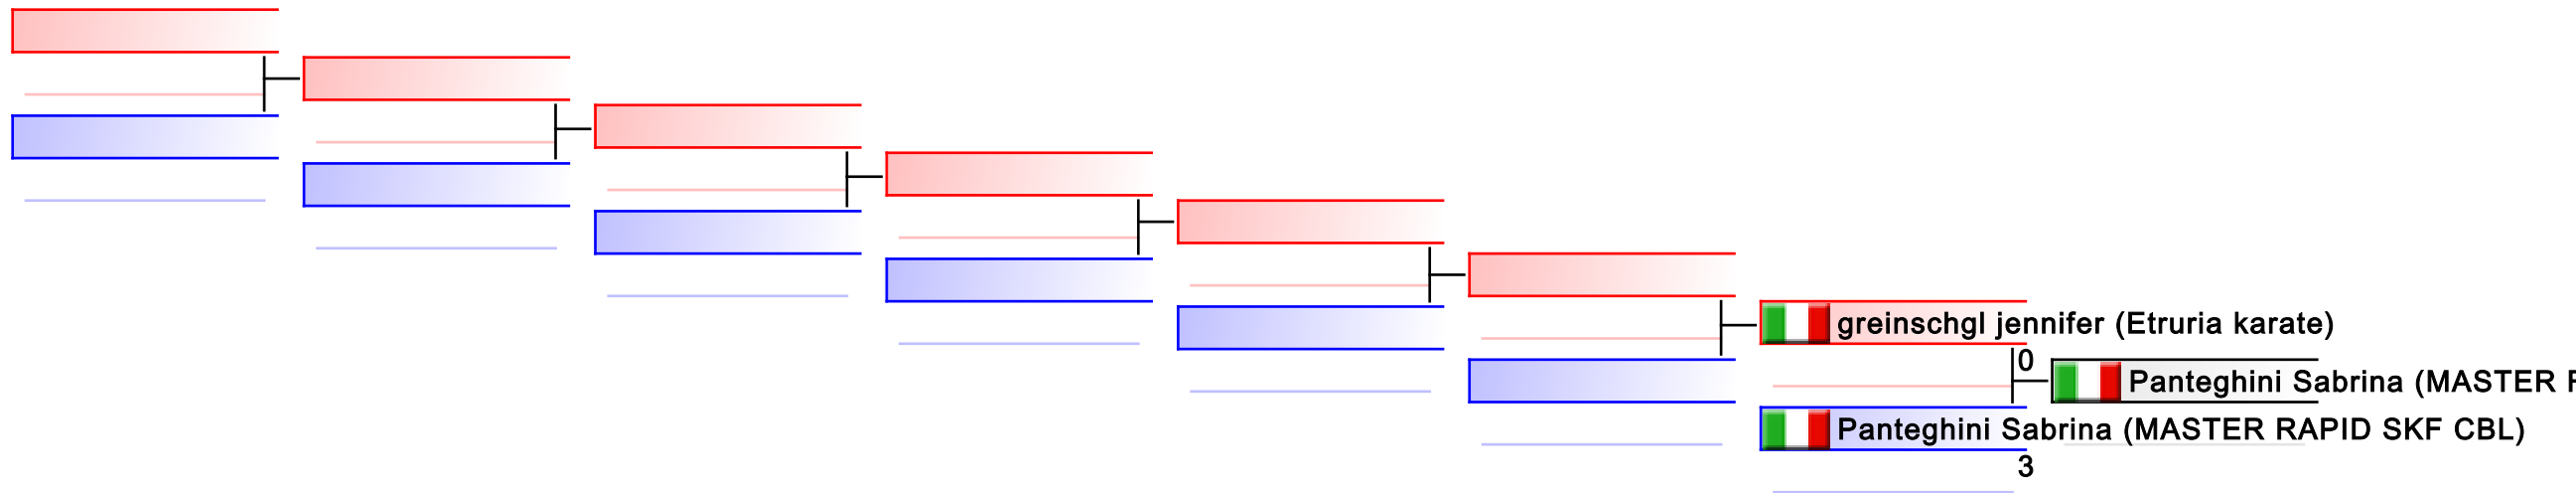 greinschgl jennifer (Etruria karate)
0
Panteghini Sabrina (MASTER
Panteghini Sabrina (MASTER RAPID SKF CBL)
3